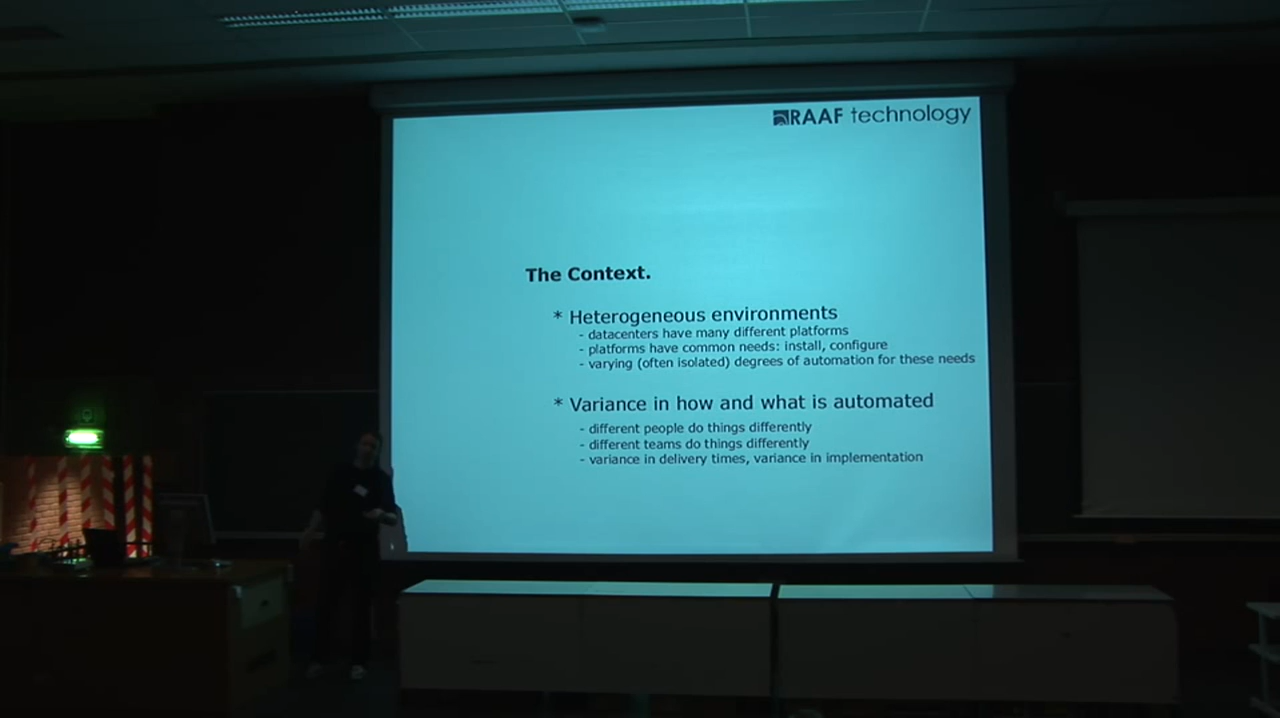 RAAF technology
The Context.
* Heterogeneous environments
- datacenters have many different platforms
- platforms have common needs: install, configure
- varying (often isolated) degrees of automation for these needs
* Variance in how and what is automated
- different people do things differently
- different teams do things differently
- variance in delivery times, variance in implementation